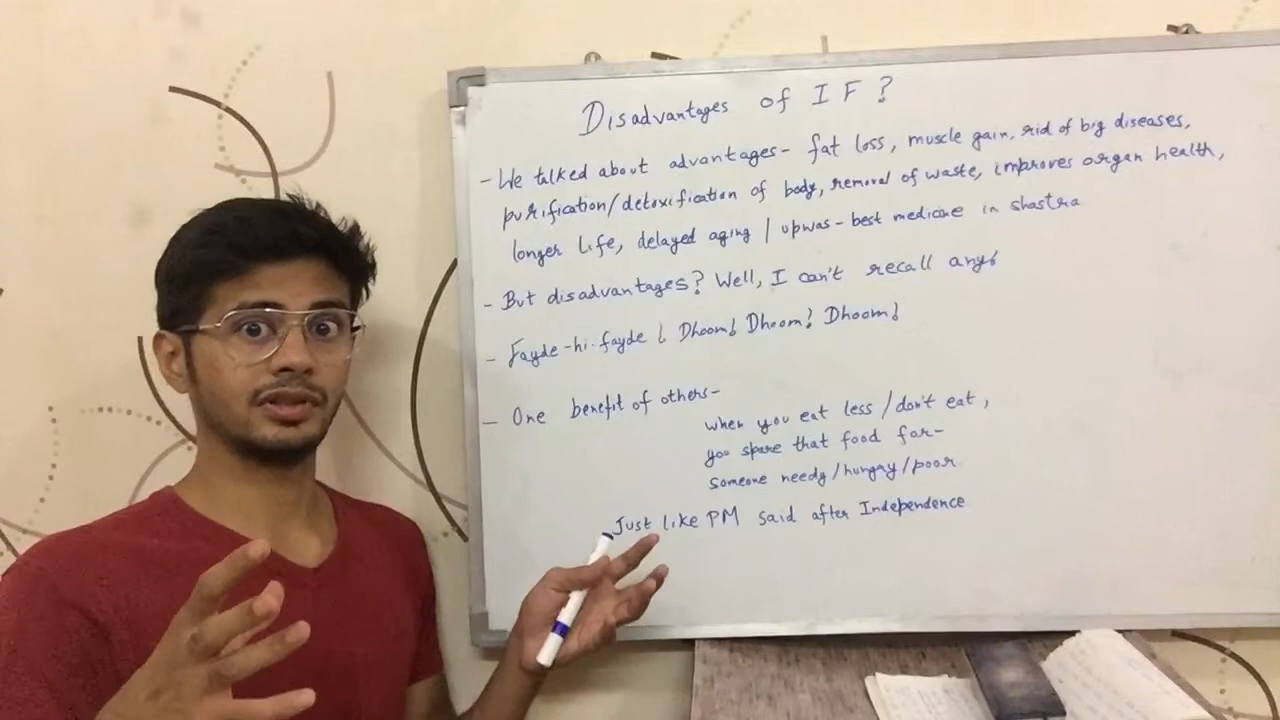 Disadvantages of IF?
- We talked about advantages - fat loss, muscle gain, rid of big diseases,
purification/detoxification of body, removal of waste, improves organ health,
longer life, delayed aging / upwas - best medicine in shastra
- But disadvantages? Well, I can't recall any!
- Fayde-hi-fayde! Dhoom! Dhoom! Dhoom!
- One benefit of others-
when you eat less/don't eat,
you spare that food for-
someone needy/hungry/poor
Just like PM said after Independence